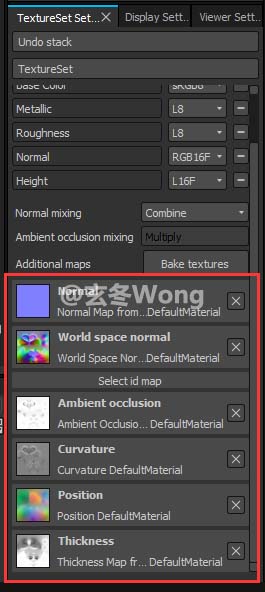 TextureSet Set... Display Sett... Viewer Setti
Undo stack
TextureSet
Base Color sRGB8
Metallic L8
Roughness L8
Normal RGB16F
Height L16F
Normal mixing Combine
Ambient occlusion mixing Multiply
Additional maps Bake textures
@玄冬Wong
Normal
Normal Map from...DefaultMaterial
World space normal
World Space Nor...DefaultMaterial
Select id map
Ambient occlusion
Ambient Occlusio... DefaultMaterial
Curvature
Curvature DefaultMaterial
Position
Position DefaultMaterial
Thickness
Thickness Map fr...DefaultMaterial